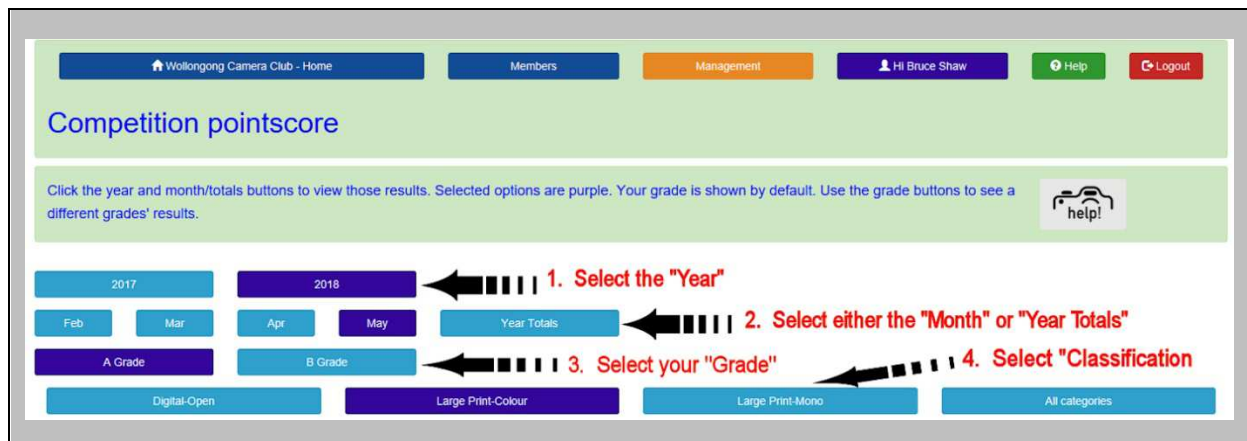 Wollongong Camera Club - Home Members Management Hi Bruce Shaw Help Logout
Competition pointscore
Click the year and month/totals buttons to view those results. Selected options are purple. Your grade is shown by default. Use the grade buttons to see a
different grades' results.
help!
2017 2018 1. Select the "Year"
Feb Mar Apr May Year Totals 2. Select either the "Month" or "Year Totals"
A Grade B Grade 3. Select your "Grade" 4. Select "Classification
Digital-Open Large Print-Colour Large Print-Mono All categories